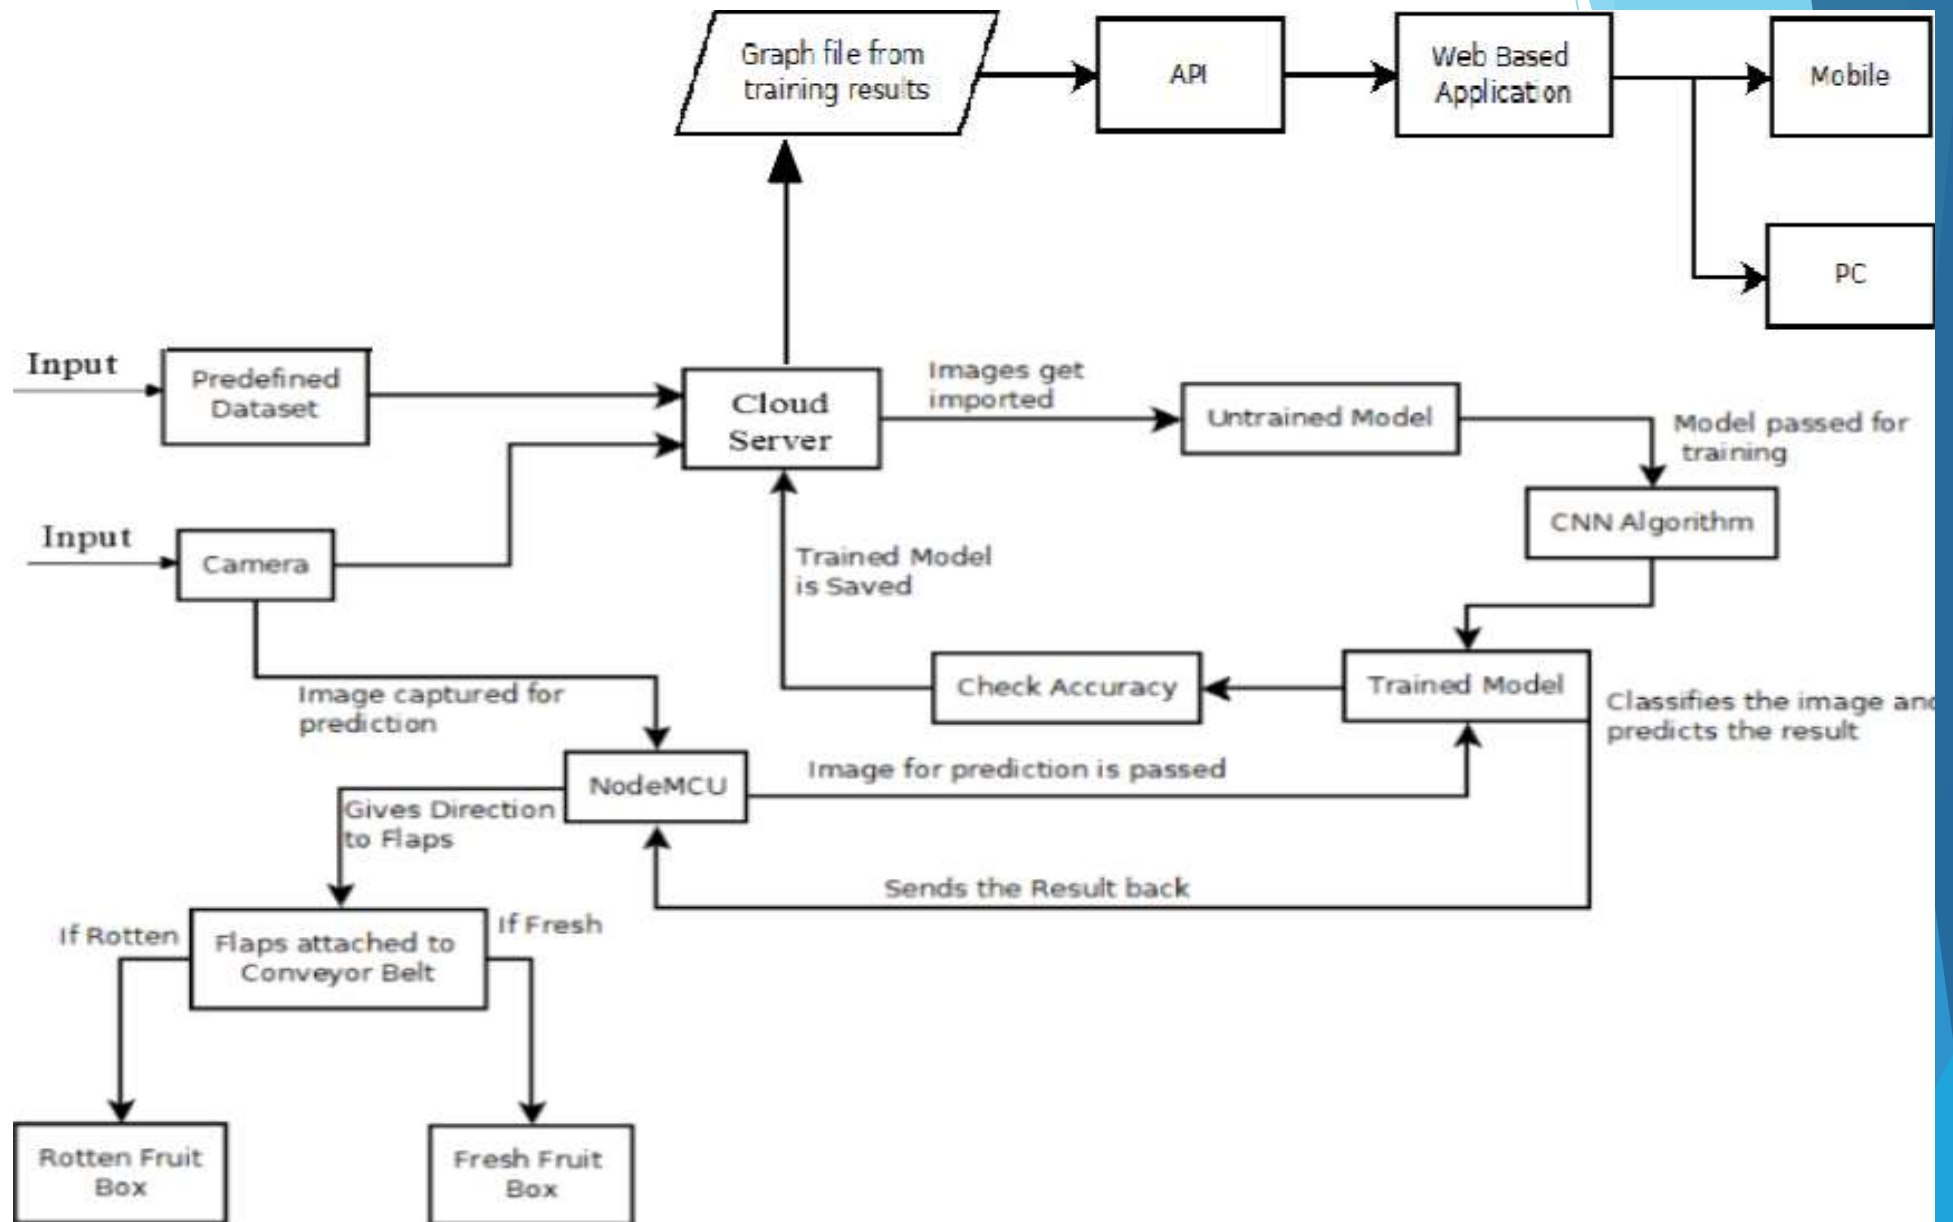 Graph file from
training results
API
Web Based
Application
Mobile
PC
Input
Predefined
Dataset
Cloud
Server
Images get
imported
Untrained Model
Model passed for
training
Input
Camera
CNN Algorithm
Trained Model
is Saved
Check Accuracy
Trained Model
Classifies the image and
predicts the result
Image captured for
prediction
NodeMCU
Image for prediction is passed
Gives Direction
to Flaps
Sends the Result back
If Rotten
Flaps attached to
Conveyor Belt
If Fresh
Rotten Fruit
Box
Fresh Fruit
Box